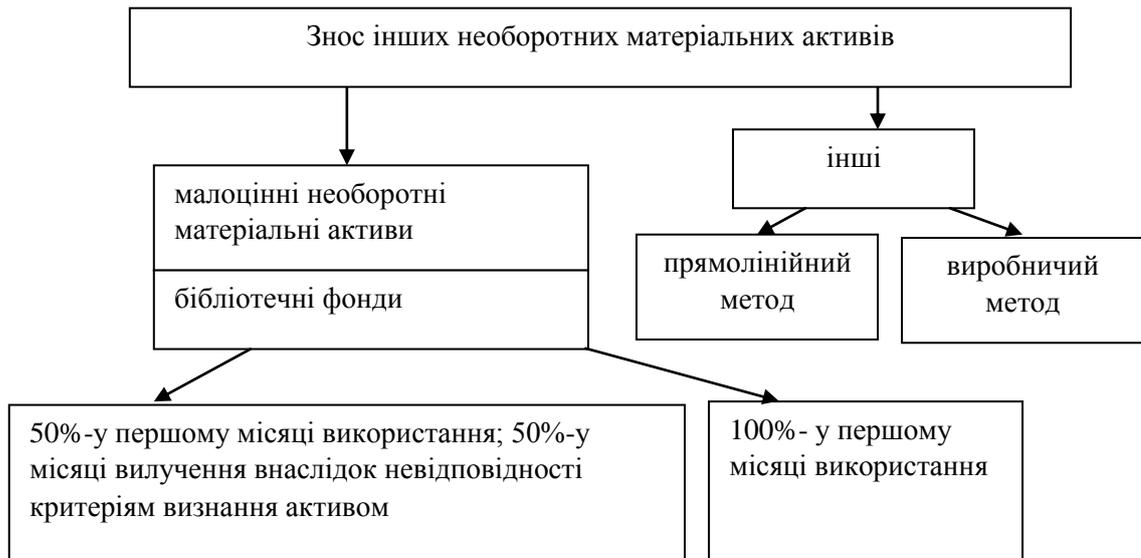 Знос інших необоротних матеріальних активів
інші
малоцінні необоротні
матеріальні активи
бібліотечні фонди
прямолінійний
метод
виробничий
метод
50%-у першому місяці використання; 50%-у
місяці вилучення внаслідок невідповідності
критеріям визнання активом
100%- у першому
місяці використання